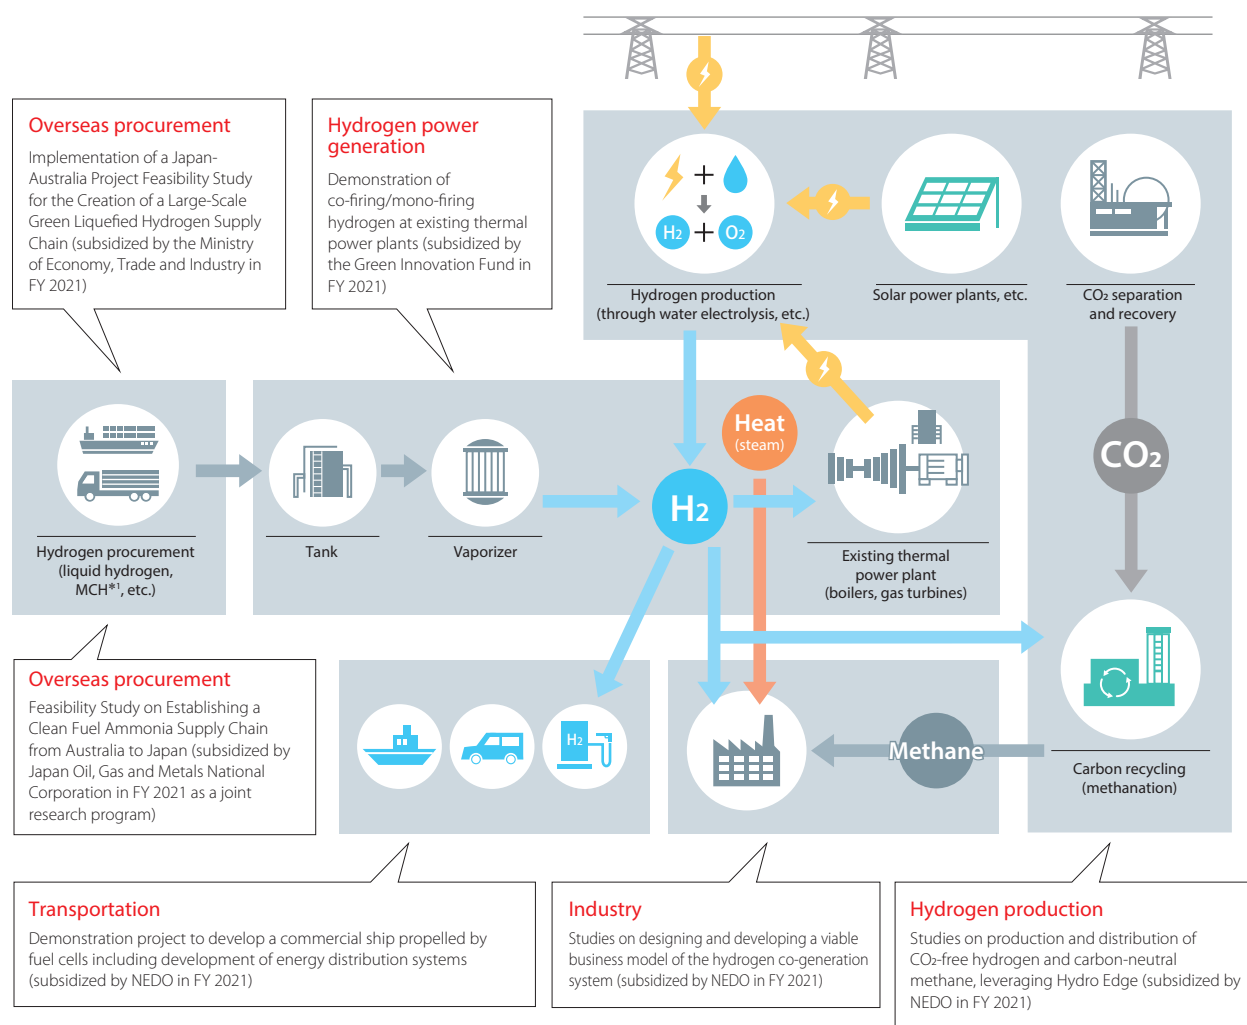 Overseas procurement
Implementation of a Japan-
Australia Project Feasibility Study
for the Creation of a Large-Scale
Green Liquefied Hydrogen Supply
Chain (subsidized by the Ministry
of Economy, Trade and Industry in
FY 2021)
Hydrogen power
generation
Demonstration of
co-firing/mono-firing
hydrogen at existing thermal
power plants (subsidized by
the Green Innovation Fund in
FY 2021)
H2
O2
Hydrogen production
(through water electrolysis, etc.)
Solar power plants, etc.
CO2 separation
and recovery
Heat
(steam)
CO2
H2
Hydrogen procurement
(liquid hydrogen,
MCH*1, etc.)
Tank
Vaporizer
Existing thermal
power plant
(boilers, gas turbines)
Overseas procurement
Feasibility Study on Establishing a
Clean Fuel Ammonia Supply Chain
from Australia to Japan (subsidized by
Japan Oil, Gas and Metals National
Corporation in FY 2021 as a joint
research program)
H2
Methane
Carbon recycling
(methanation)
Transportation
Demonstration project to develop a commercial ship propelled by
fuel cells including development of energy distribution systems
(subsidized by NEDO in FY 2021)
Industry
Studies on designing and developing a viable
business model of the hydrogen co-generation
system (subsidized by NEDO in FY 2021)
Hydrogen production
Studies on production and distribution of
CO2-free hydrogen and carbon-neutral
methane, leveraging Hydro Edge (subsidized by
NEDO in FY 2021)